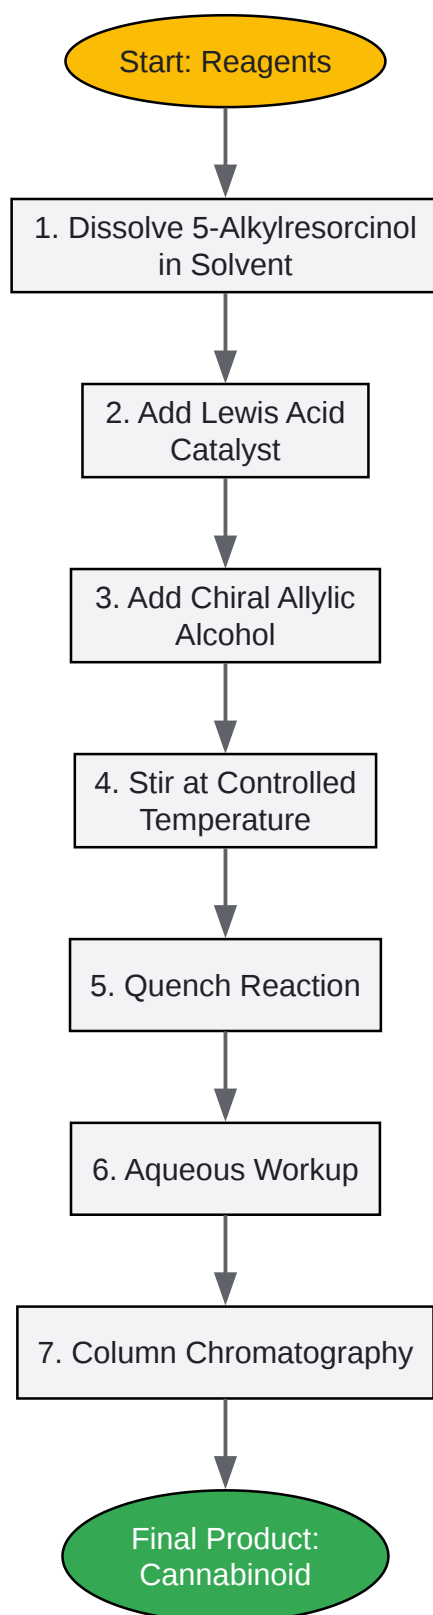 Start: Reagents
1. Dissolve 5-Alkylresorcinol
in Solvent
2. Add Lewis Acid
Catalyst
3. Add Chiral Allylic
Alcohol
4. Stir at Controlled
Temperature
5. Quench Reaction
6. Aqueous Workup
7. Column Chromatography
Final Product:
Cannabinoid